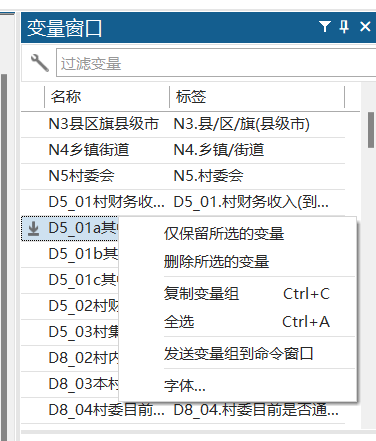 变量窗口
过滤变量
名称 标签
N3县区旗县级市 N3.县/区/旗(县级市)
N4乡镇街道 N4.乡镇/街道
N5村委会 N5.村委会
D5_01村财务收... D5_01.村财务收入(到...
D5_01a其
D5_01b其
D5_01c其
D5_02村财
D5_03村集
D8_02村内
D8_03本村
D8_04村委目前... D8_04.村委目前是否通...
仅保留所选的变量
删除所选的变量
复制变量组 Ctrl+C
全选 Ctrl+A
发送变量组到命令窗口
字体...